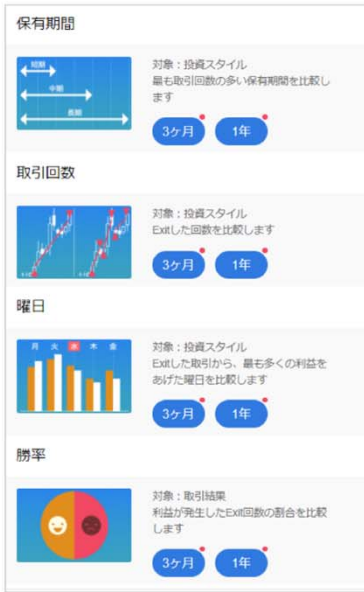 保有期間
短期
中期
長期
対象：投資スタイル
最も取引回数の多い保有期間を比較し
ます
3ヶ月
1年
取引回数
対象：投資スタイル
Exitした回数を比較します
3ヶ月
1年
曜日
月 火 水 木 金
対象：投資スタイル
Exitした取引から、最も多くの利益を
あげた曜日を比較します
3ヶ月
1年
勝率
対象：取引結果
利益が発生したExit回数の割合を比較
します
3ヶ月
1年